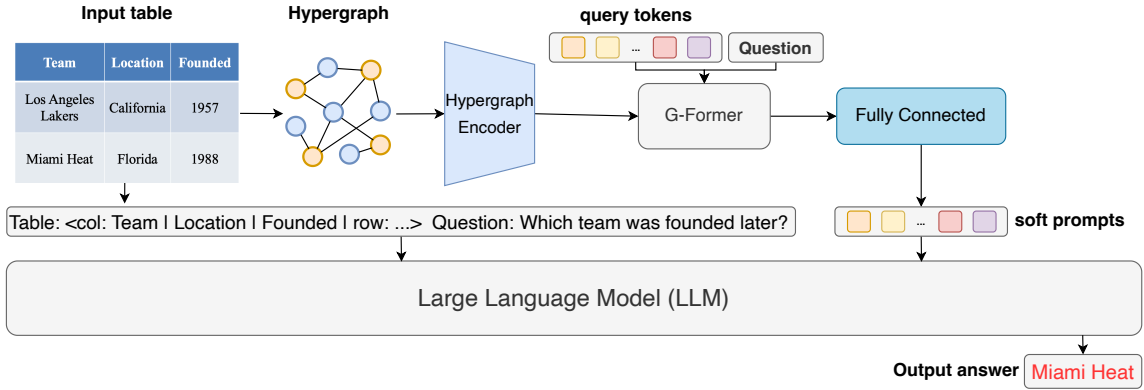 Input table
Hypergraph
query tokens
Team Location Founded
Los Angeles Lakers California 1957
Miami Heat Florida 1988
Hypergraph Encoder
... Question
G-Former
Fully Connected
Table: <col: Team | Location | Founded | row: ...> Question: Which team was founded later?
...
soft prompts
Large Language Model (LLM)
Output answer
Miami Heat